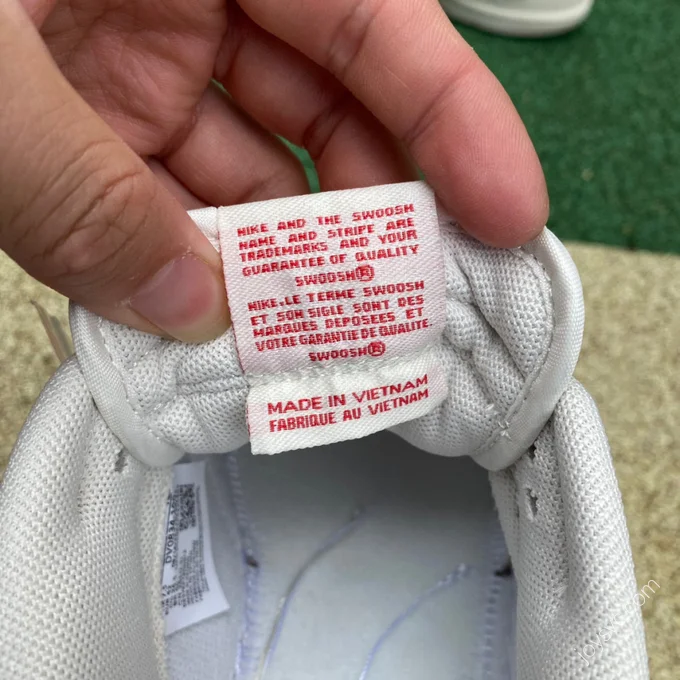 NIKE AND THE SWOOSH
NAME AND STRIPE ARE
TRADEMARKS AND YOUR
GUARANTEE OF QUALITY
SWOOSH®
NIKE,LE TERME SWOOSH
ET SON SIGLE SONT DES
MARQUES DEPOSEES ET
VOTRE GARANTIE DE QUALITE.
SWOOSH®
MADE IN VIETNAM
FABRIQUE AU VIETNAM